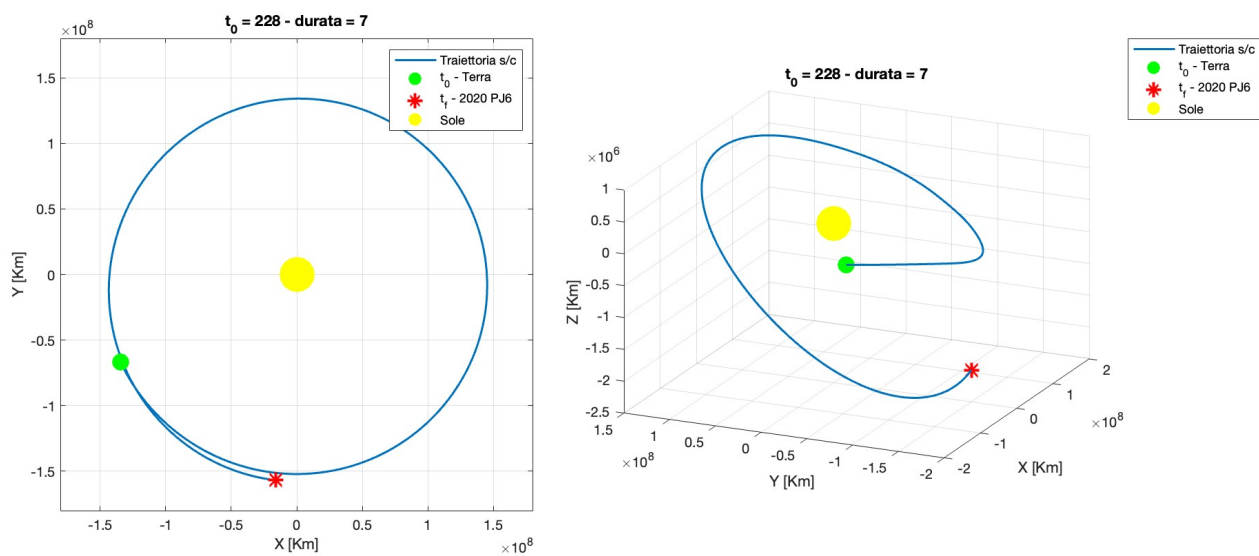 t0 = 228 - durata = 7
×10^8
1.5
1
0.5
0
-0.5
-1
-1.5
-1.5
-1
-0.5
0
0.5
1
1.5
×10^8
X [Km]
Y [Km]
Traiettoria s/c
t0 - Terra
tf - 2020 PJ6
Sole
t0 = 228 - durata = 7
×10^6
1
0.5
0
-0.5
-1
-1.5
-2
-2.5
Z [Km]
1.5
1
0.5
0
-0.5
-1
-1.5
-2
×10^8
Y [Km]
-2
-1
0
1
2
×10^8
X [Km]
Traiettoria s/c
t0 - Terra
tf - 2020 PJ6
Sole